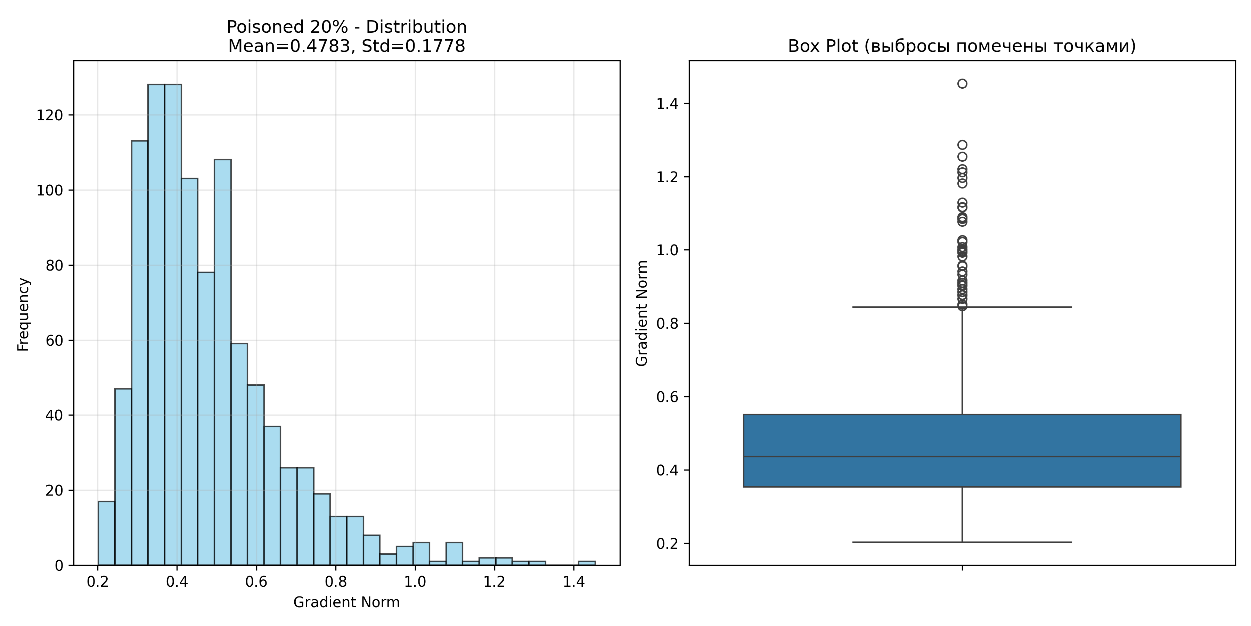 Poisoned 20% - Distribution
Mean=0.4783, Std=0.1778
Frequency
120
100
80
60
40
20
0
0.2 0.4 0.6 0.8 1.0 1.2 1.4
Gradient Norm
Box Plot (выбросы помечены точками)
Gradient Norm
1.4
1.2
1.0
0.8
0.6
0.4
0.2